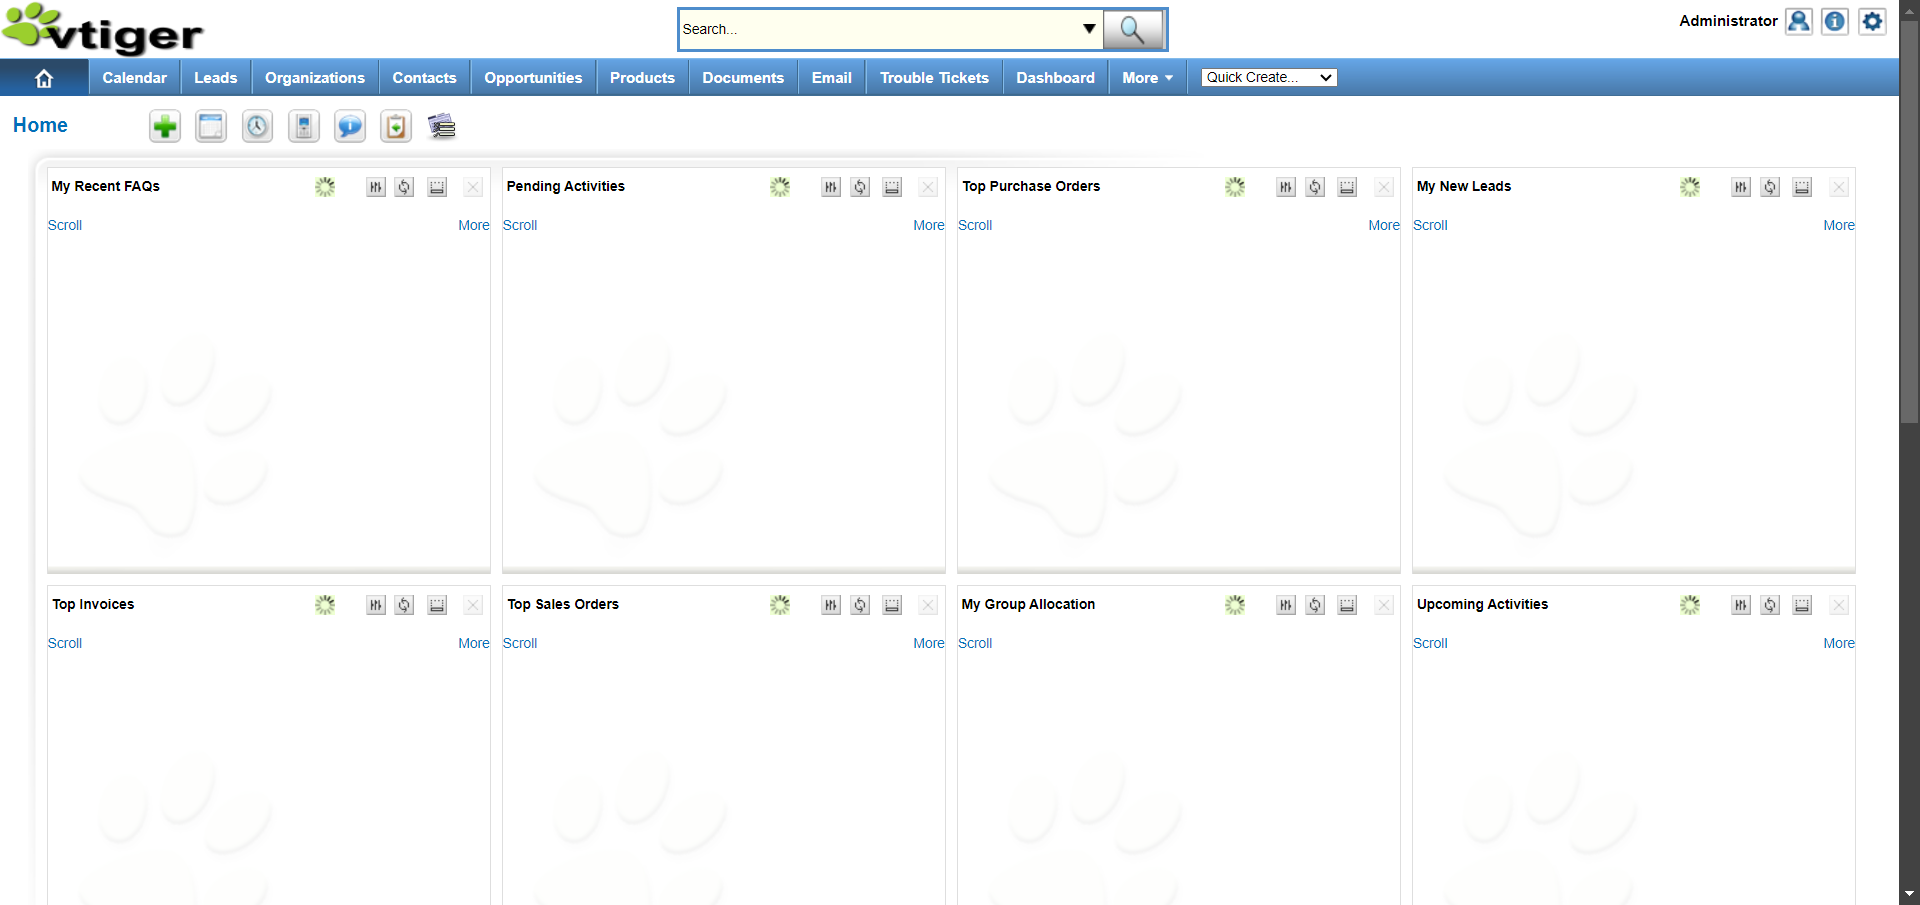 vtiger
Search...
Administrator
Calendar Leads Organizations Contacts Opportunities Products Documents Email Trouble Tickets Dashboard More Quick Create...
Home
My Recent FAQs Pending Activities Top Purchase Orders My New Leads
Scroll More Scroll More Scroll More Scroll More
Top Invoices Top Sales Orders My Group Allocation Upcoming Activities
Scroll More Scroll More Scroll Scroll More